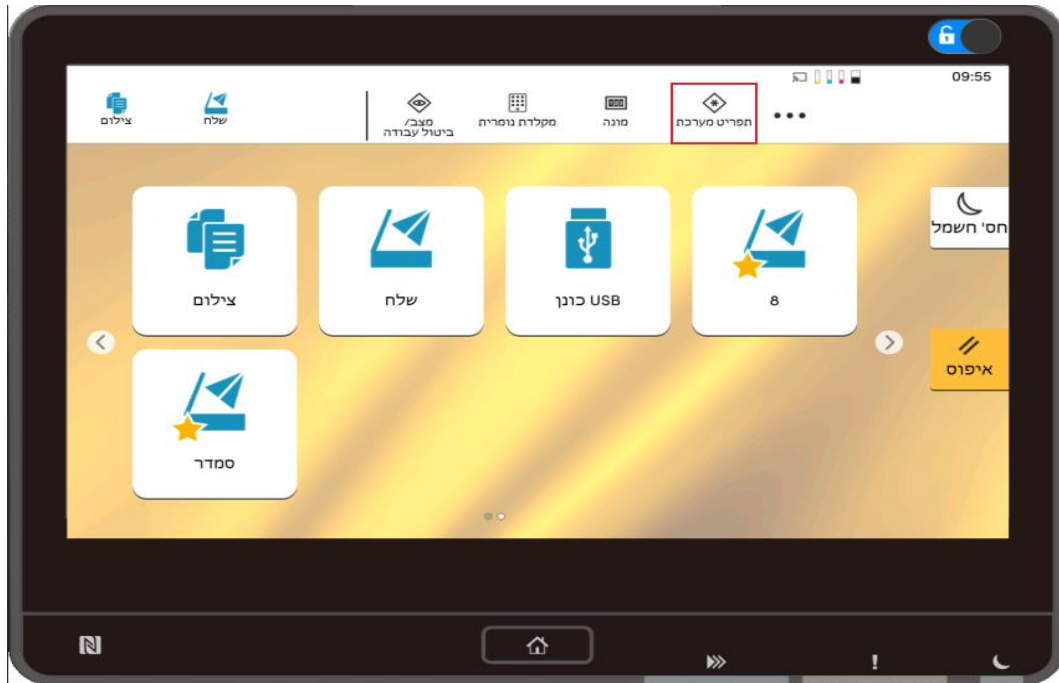 09:55
צילום
שלח
מצב/
ביטול עבודה
מקלדת נומרית
מונה
תפריט מערכת
צילום
שלח
כונן USB
8
חס' חשמל
סמדר
איפוס